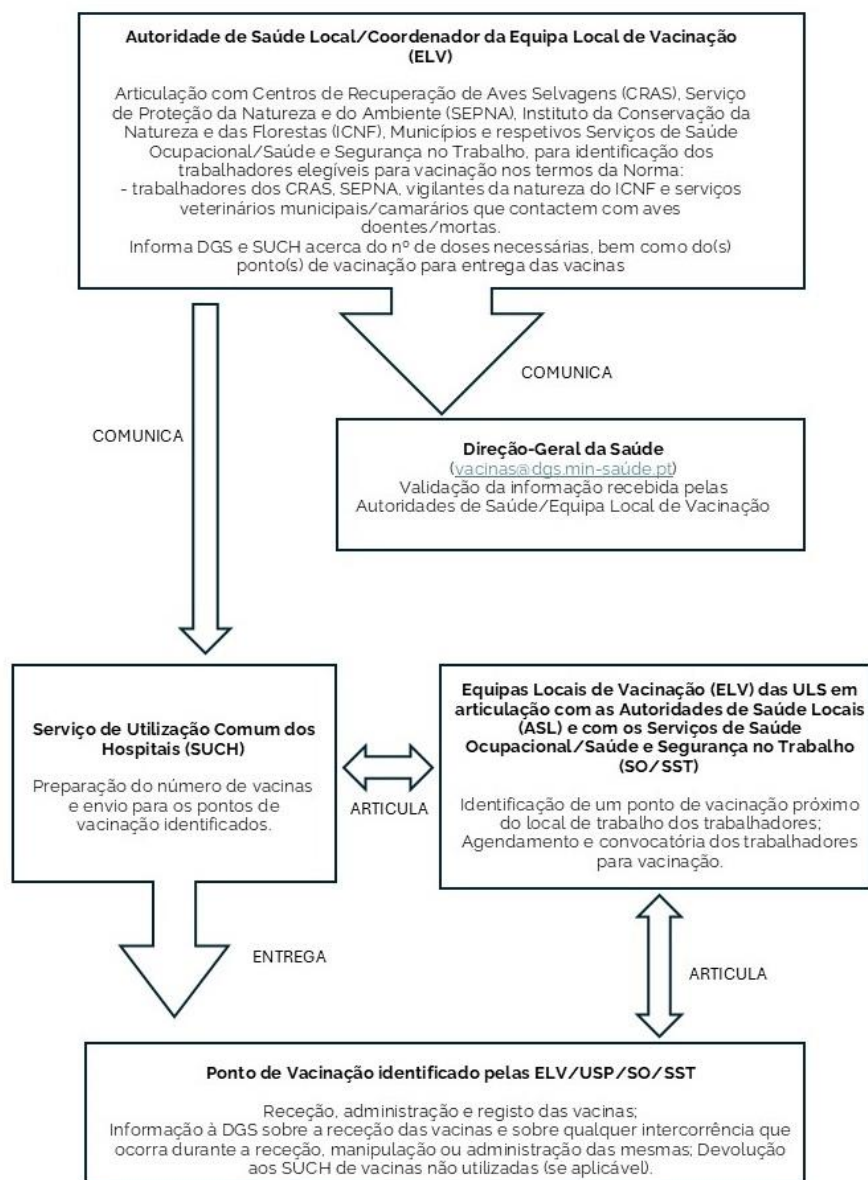 Autoridade de Saúde Local/Coordenador da Equipa Local de Vacinação
(ELV)
Articulação com Centros de Recuperação de Aves Selvagens (CRAS), Serviço
de Proteção da Natureza e do Ambiente (SEPNA), Instituto da Conservação da
Natureza e das Florestas (ICNF), Municípios e respetivos Serviços de Saúde
Ocupacional/Saúde e Segurança no Trabalho, para identificação dos
trabalhadores elegíveis para vacinação nos termos da Norma:
- trabalhadores dos CRAS, SEPNA, vigilantes da natureza do ICNF e serviços
veterinários municipais/camarários que contactem com aves
doentes/mortas.
Informa DGS e SUCH acerca do nº de doses necessárias, bem como do(s)
ponto(s) de vacinação para entrega das vacinas
COMUNICA
COMUNICA
Direção-Geral da Saúde
(vacinas@dgs.min-saúde.pt)
Validação da informação recebida pelas
Autoridades de Saúde/Equipa Local de Vacinação
Serviço de Utilização Comum dos
Hospitais (SUCH)
Preparação do número de vacinas
e envio para os pontos de
vacinação identificados.
ARTICULA
Equipas Locais de Vacinação (ELV) das ULS em
articulação com as Autoridades de Saúde Locais
(ASL) e com os Serviços de Saúde
Ocupacional/Saúde e Segurança no Trabalho
(SO/SST)
Identificação de um ponto de vacinação próximo
do local de trabalho dos trabalhadores;
Agendamento e convocatória dos trabalhadores
para vacinação.
ENTREGA
ARTICULA
Ponto de Vacinação identificado pelas ELV/USP/SO/SST
Receção, administração e registo das vacinas;
Informação à DGS sobre a receção das vacinas e sobre qualquer intercorrência que
ocorra durante a receção, manipulação ou administração das mesmas; Devolução
aos SUCH de vacinas não utilizadas (se aplicável).